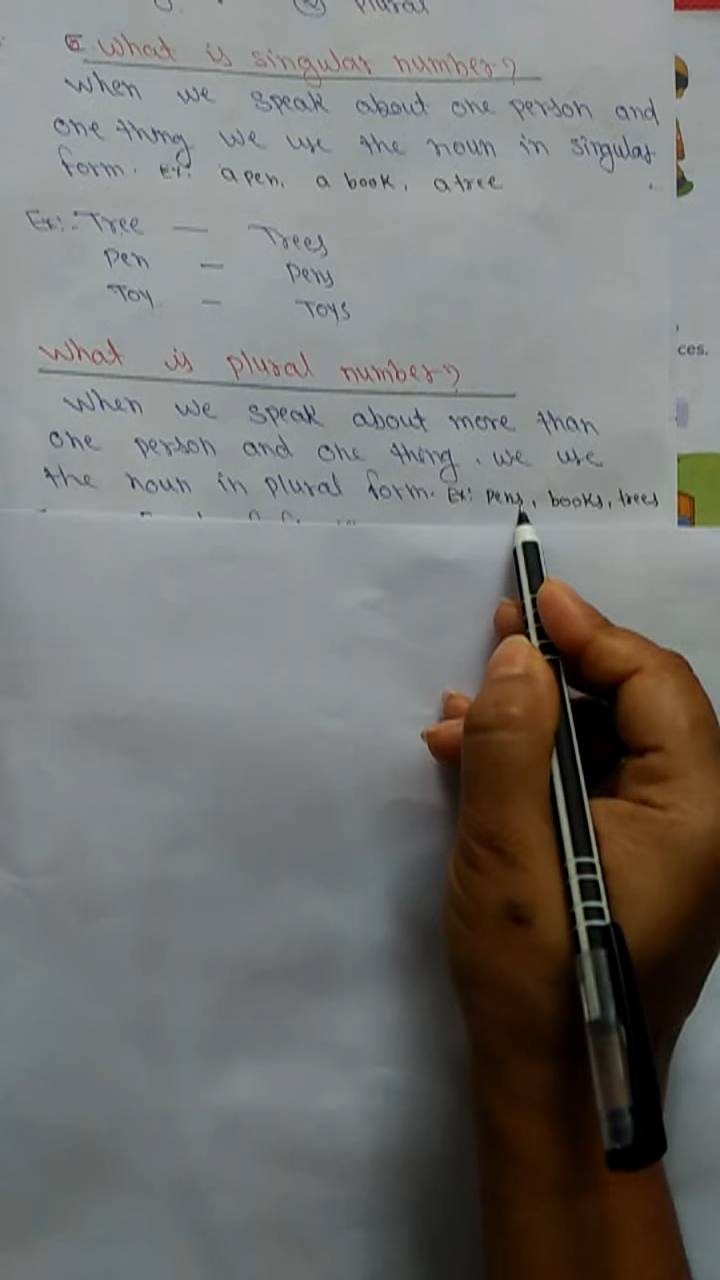 Plural
What is singular number?
When we speak about one person and
one thing we use the noun in singular
form. Ex: a pen, a book, a tree
Ex:- Tree — Trees
Pen — Pens
Toy — Toys
What is plural number?
When we speak about more than
one person and one thing. we use
the noun in plural form. Ex: pens, books, trees
ces.